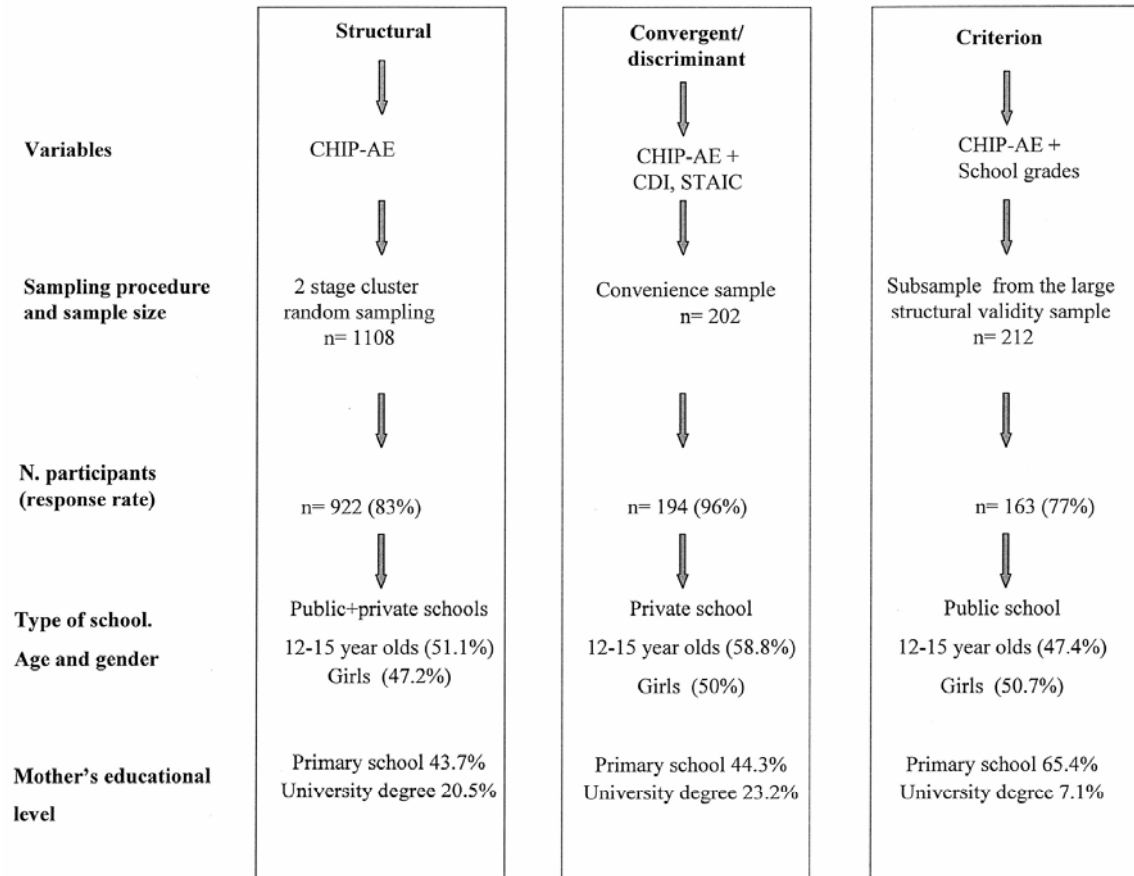 Structural
Convergent/
discriminant
Criterion
Variables
CHIP-AE
CHIP-AE +
CDI, STAIC
CHIP-AE +
School grades
Sampling procedure
and sample size
2 stage cluster
random sampling
n= 1108
Convenience sample
n= 202
Subsample from the large
structural validity sample
n= 212
N. participants
(response rate)
n= 922 (83%)
n= 194 (96%)
n= 163 (77%)
Type of school.
Age and gender
Public+private schools
12-15 year olds (51.1%)
Girls (47.2%)
Private school
12-15 year olds (58.8%)
Girls (50%)
Public school
12-15 year olds (47.4%)
Girls (50.7%)
Mother's educational
level
Primary school 43.7%
University degree 20.5%
Primary school 44.3%
University degree 23.2%
Primary school 65.4%
University degree 7.1%